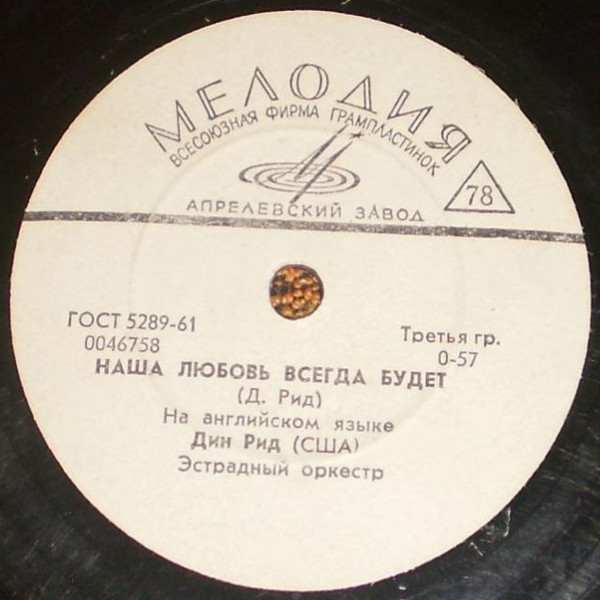 МЕЛОДИЯ
ВСЕСОЮЗНАЯ ФИРМА ГРАМПЛАСТИНОК
78
АПРЕЛЕВСКИЙ ЗАВОД
ГОСТ 5289-61
0046758
Третья гр.
0-57
НАША ЛЮБОВЬ ВСЕГДА БУДЕТ
(Д. Рид)
На английском языке
Дин Рид (США)
Эстрадный оркестр